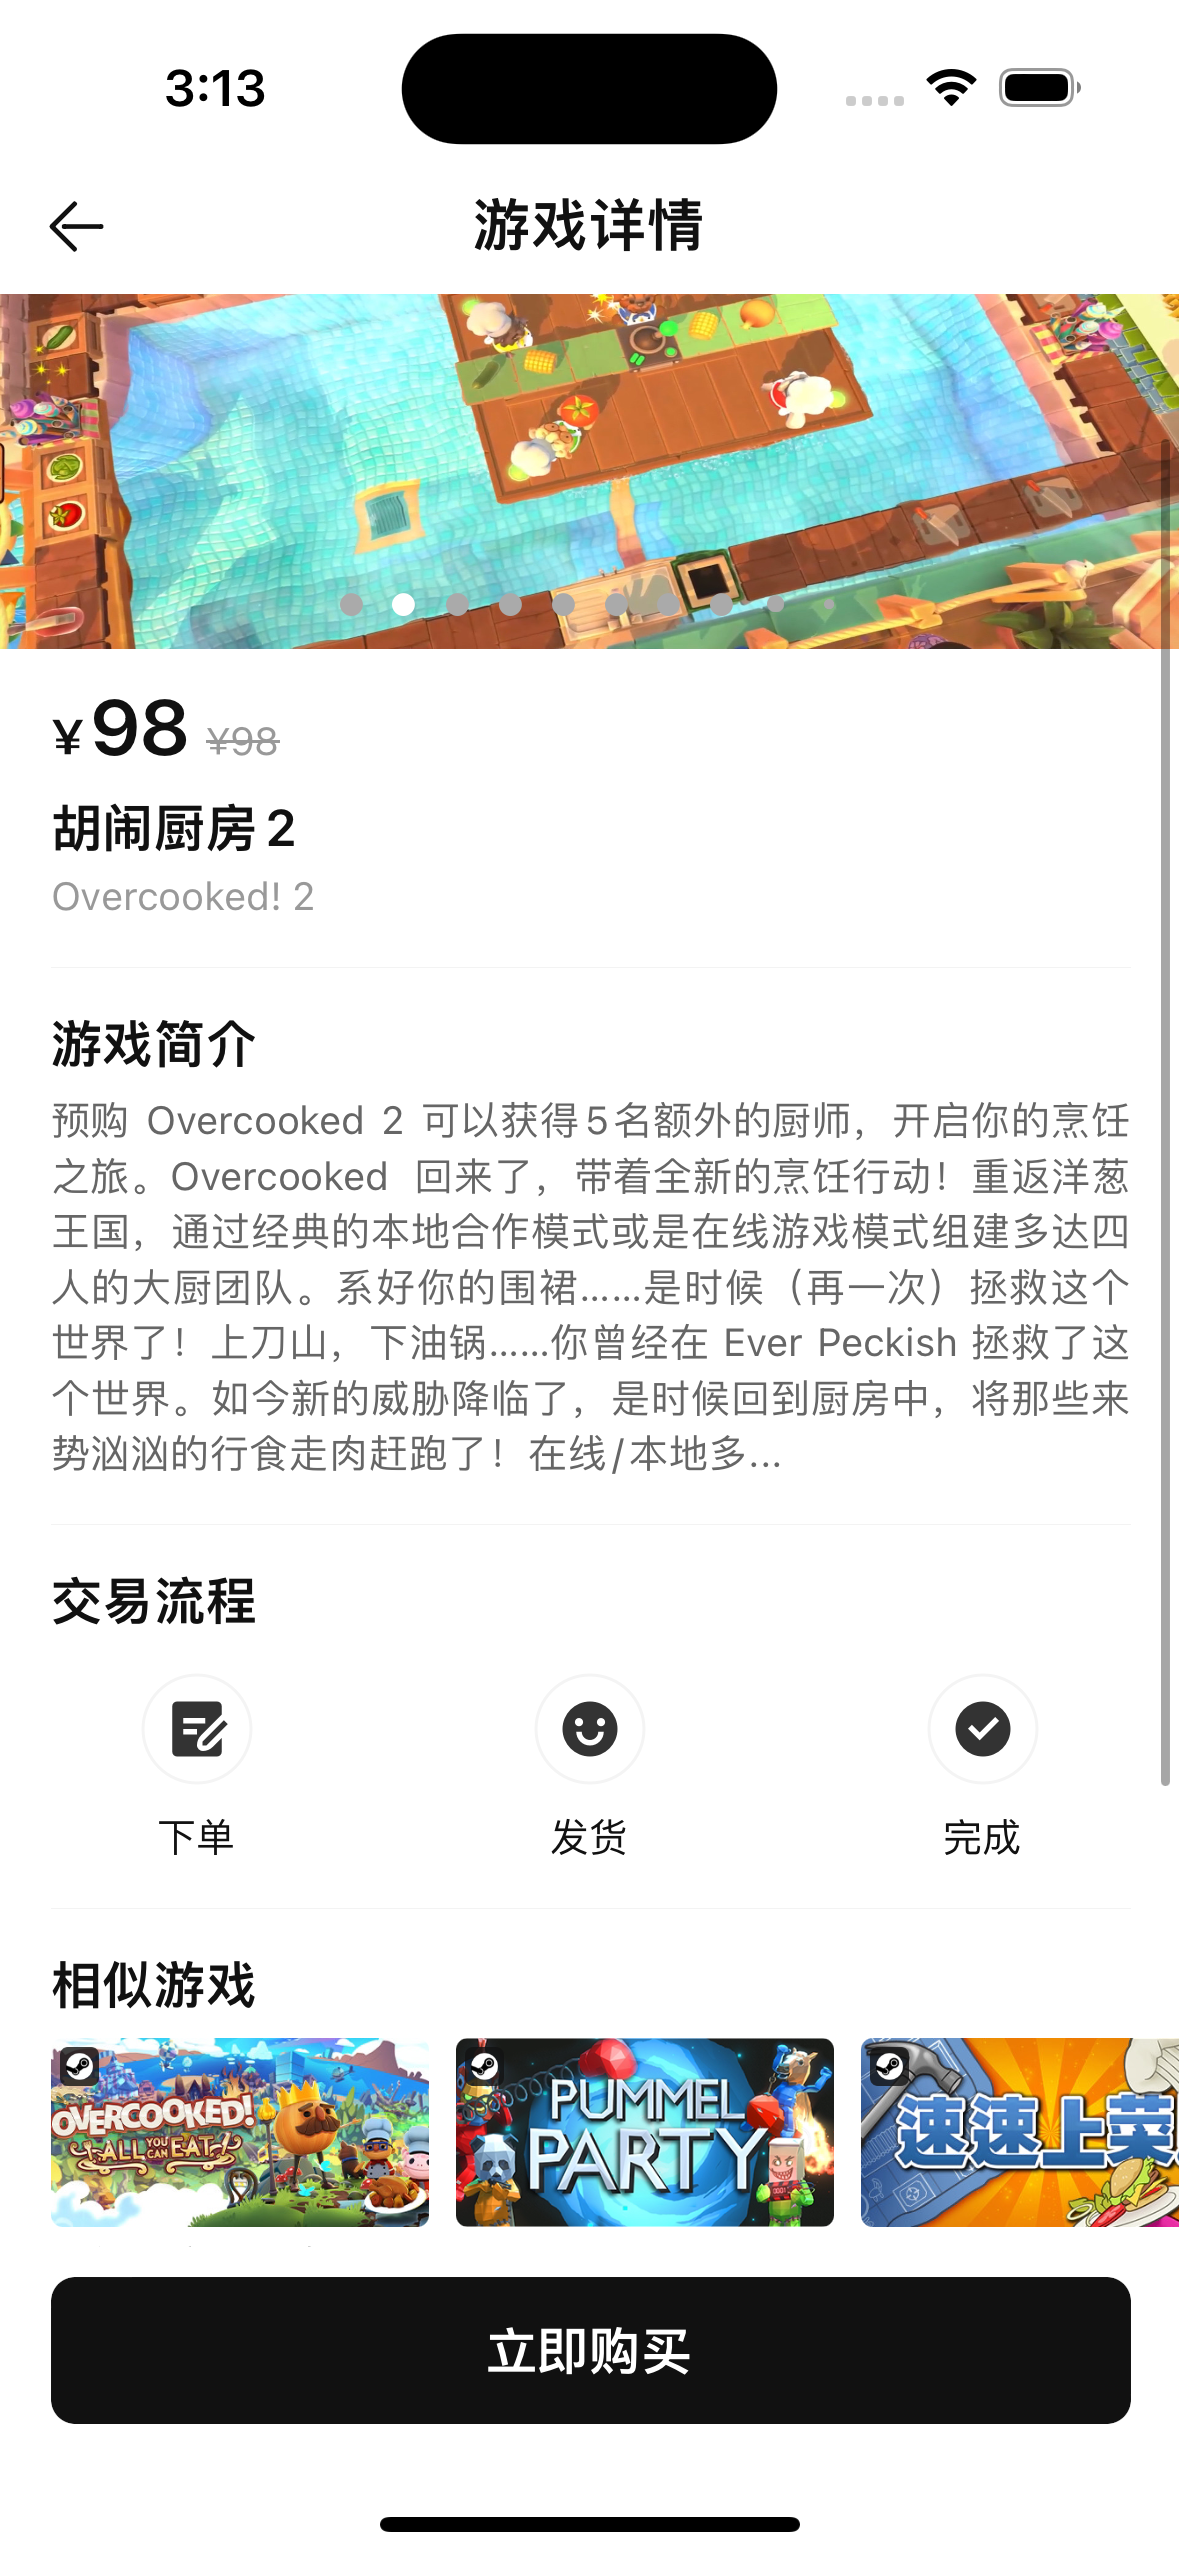 3:13
游戏详情
¥98 ¥98
胡闹厨房2
Overcooked! 2
游戏简介
预购 Overcooked 2 可以获得5名额外的厨师，开启你的烹饪
之旅。Overcooked 回来了，带着全新的烹饪行动！重返洋葱
王国，通过经典的本地合作模式或是在线游戏模式组建多达四
人的大厨团队。系好你的围裙……是时候（再一次）拯救这个
世界了！上刀山，下油锅……你曾经在 Ever Peckish 拯救了这
个世界。如今新的威胁降临了，是时候回到厨房中，将那些来
势汹汹的行食走肉赶跑了！在线/本地多...
交易流程
下单 发货 完成
相似游戏
OVERCOOKED!
ALL YOU CAN EAT
PUMMEL
PARTY
速速上菜
立即购买